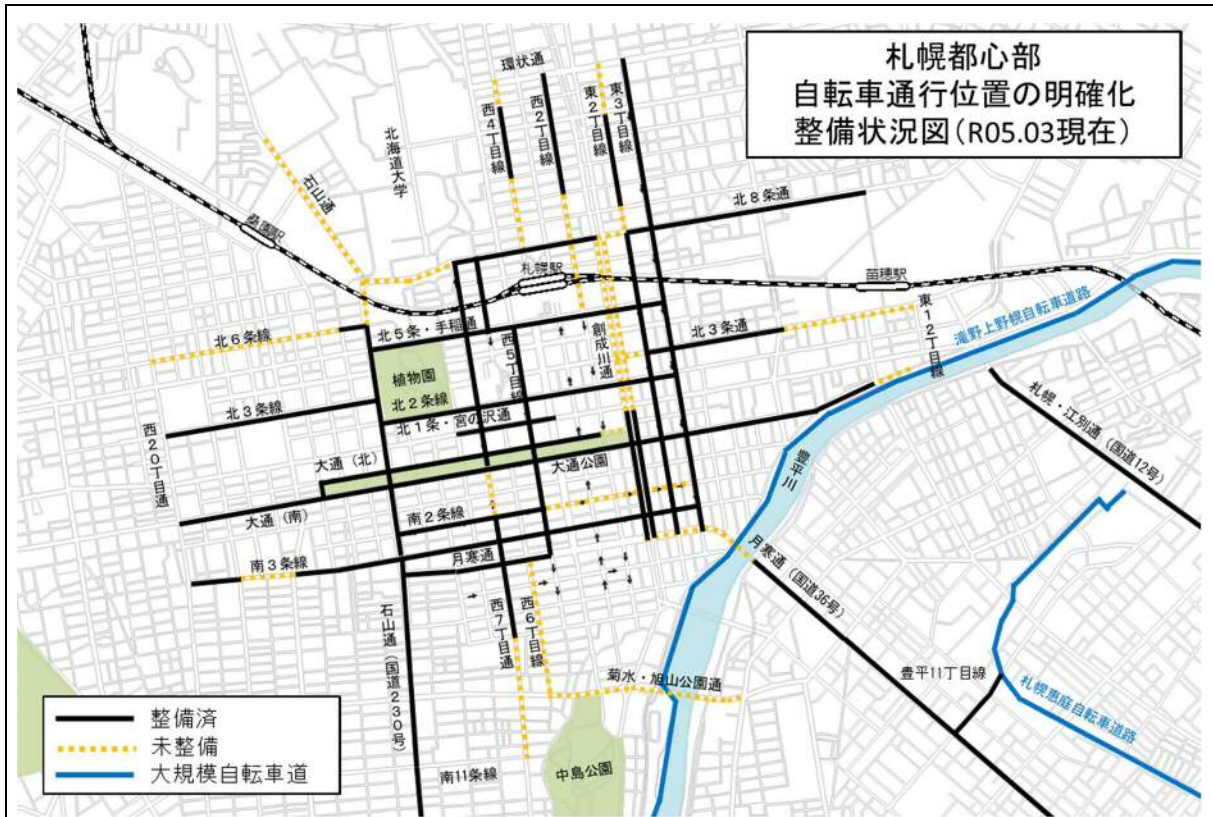 札幌都心部
自転車通行位置の明確化
整備状況図(R05.03現在)
環状通
西4丁目線
西2丁目線
東2丁目線
東3丁目線
北海道大学
石山通
桑園駅
北8条通
札幌駅
苗穂駅
北6条線
北5条・手稲通
西5丁目線
創成川通
北3条通
東12丁目線
滝野上野幌自転車道路
植物園
北2条線
北3条線
北1条・宮の沢通
西20丁目通
大通(北)
大通公園
大通(南)
豊平川
札幌・江別通(国道12号)
南2条線
南3条線
月寒通
月寒通(国道36号)
石山通(国道230号)
西7丁目通
西6丁目線
菊水・旭山公園通
豊平11丁目線
札幌恵庭自転車道路
南11条線
中島公園
整備済
未整備
大規模自転車道